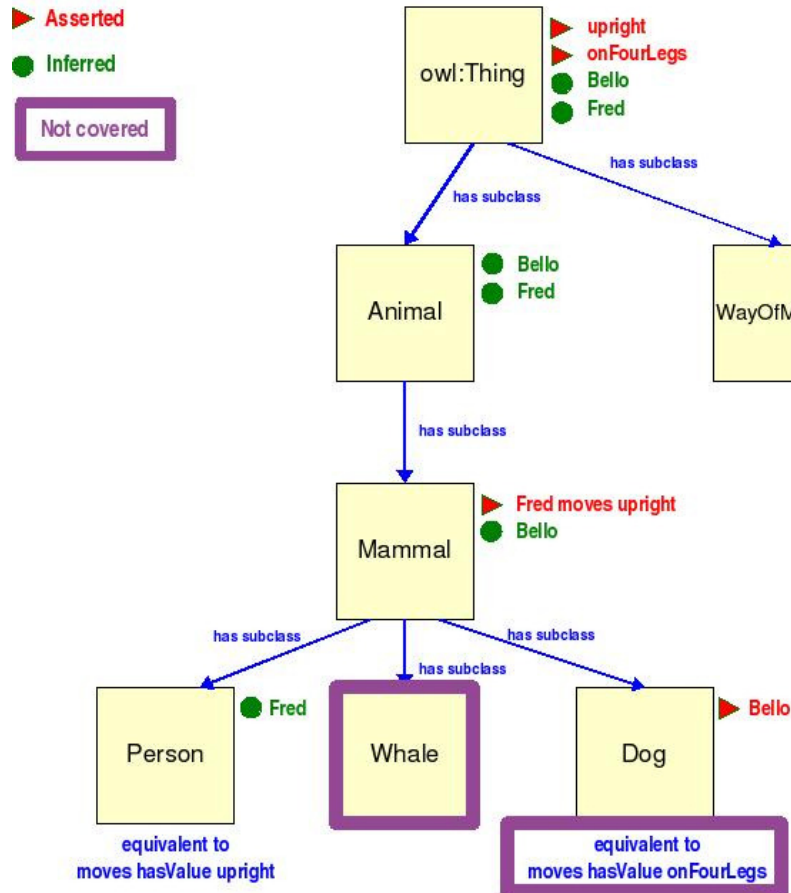 Asserted
Inferred
Not covered
owl:Thing
upright
onFourLegs
Bello
Fred
has subclass
has subclass
Animal
Bello
Fred
WayOfM
has subclass
Mammal
Fred moves upright
Bello
has subclass
has subclass
has subclass
Person
Fred
Whale
Dog
Bello
equivalent to
moves hasValue upright
equivalent to
moves hasValue onFourLegs